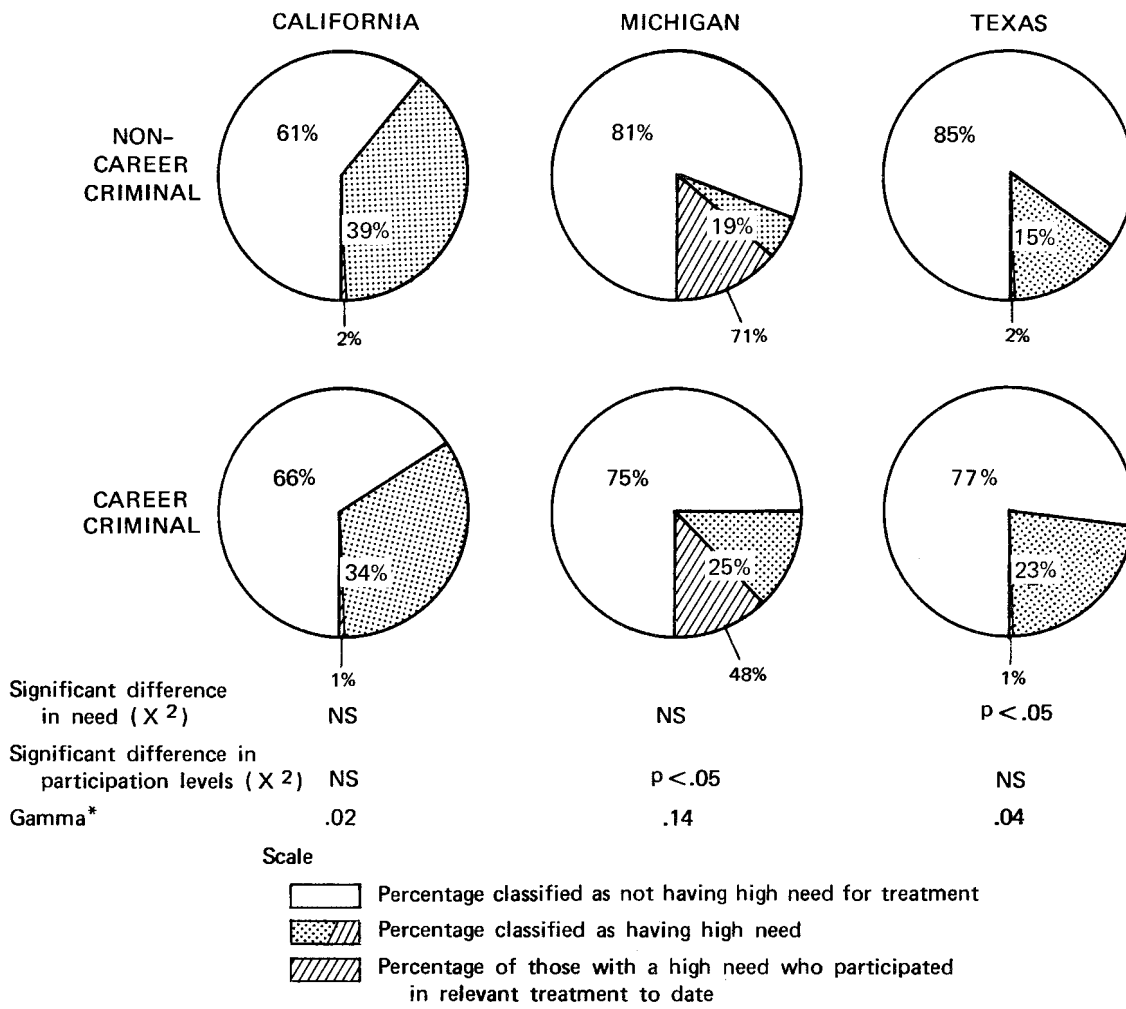 CALIFORNIA MICHIGAN TEXAS
NON-
CAREER
CRIMINAL
61% 81% 85%
39% 19% 15%
2% 71% 2%
CAREER
CRIMINAL
66% 75% 77%
34% 25% 23%
1% 48% 1%
Significant difference
in need (X²) NS NS p<.05
Significant difference in
participation levels (X²) NS p<.05 NS
Gamma* .02 .14 .04
Scale
Percentage classified as not having high need for treatment
Percentage classified as having high need
Percentage of those with a high need who participated
in relevant treatment to date